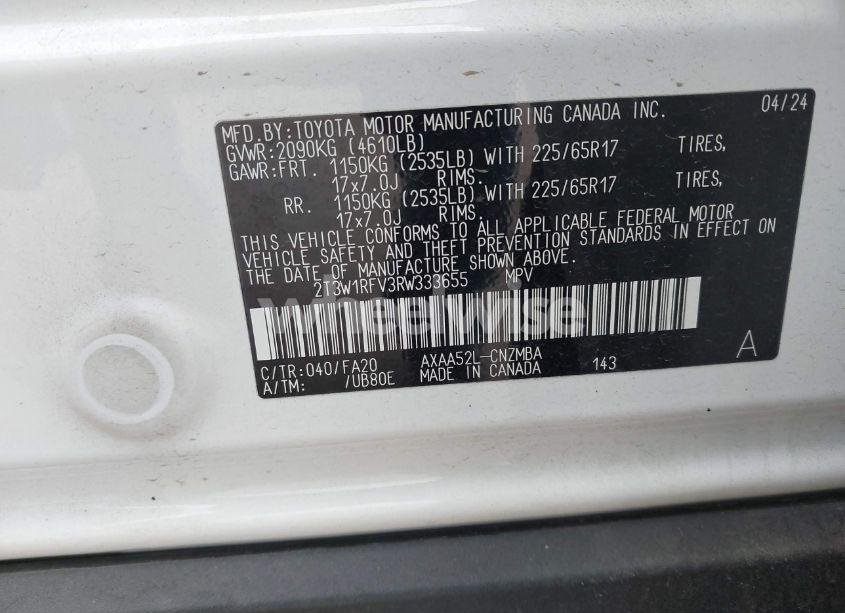 MFD.BY:TOYOTA MOTOR MANUFACTURING CANADA INC. 04/24
GVWR:2090KG (4610LB)
GAWR:FRT. 1150KG (2535LB) WITH 225/65R17 TIRES,
17x7.0J RIMS.
RR. 1150KG (2535LB) WITH 225/65R17 TIRES,
17x7.0J RIMS.
THIS VEHICLE CONFORMS TO ALL APPLICABLE FEDERAL MOTOR
VEHICLE SAFETY AND THEFT PREVENTION STANDARDS IN EFFECT ON
THE DATE OF MANUFACTURE SHOWN ABOVE.
2T3W1RFV3RW333655 MPV
wheelwise
C/TR:040/FA20 AXAA52L-CNZMBA 143 A
A/TM: /UB80E MADE IN CANADA